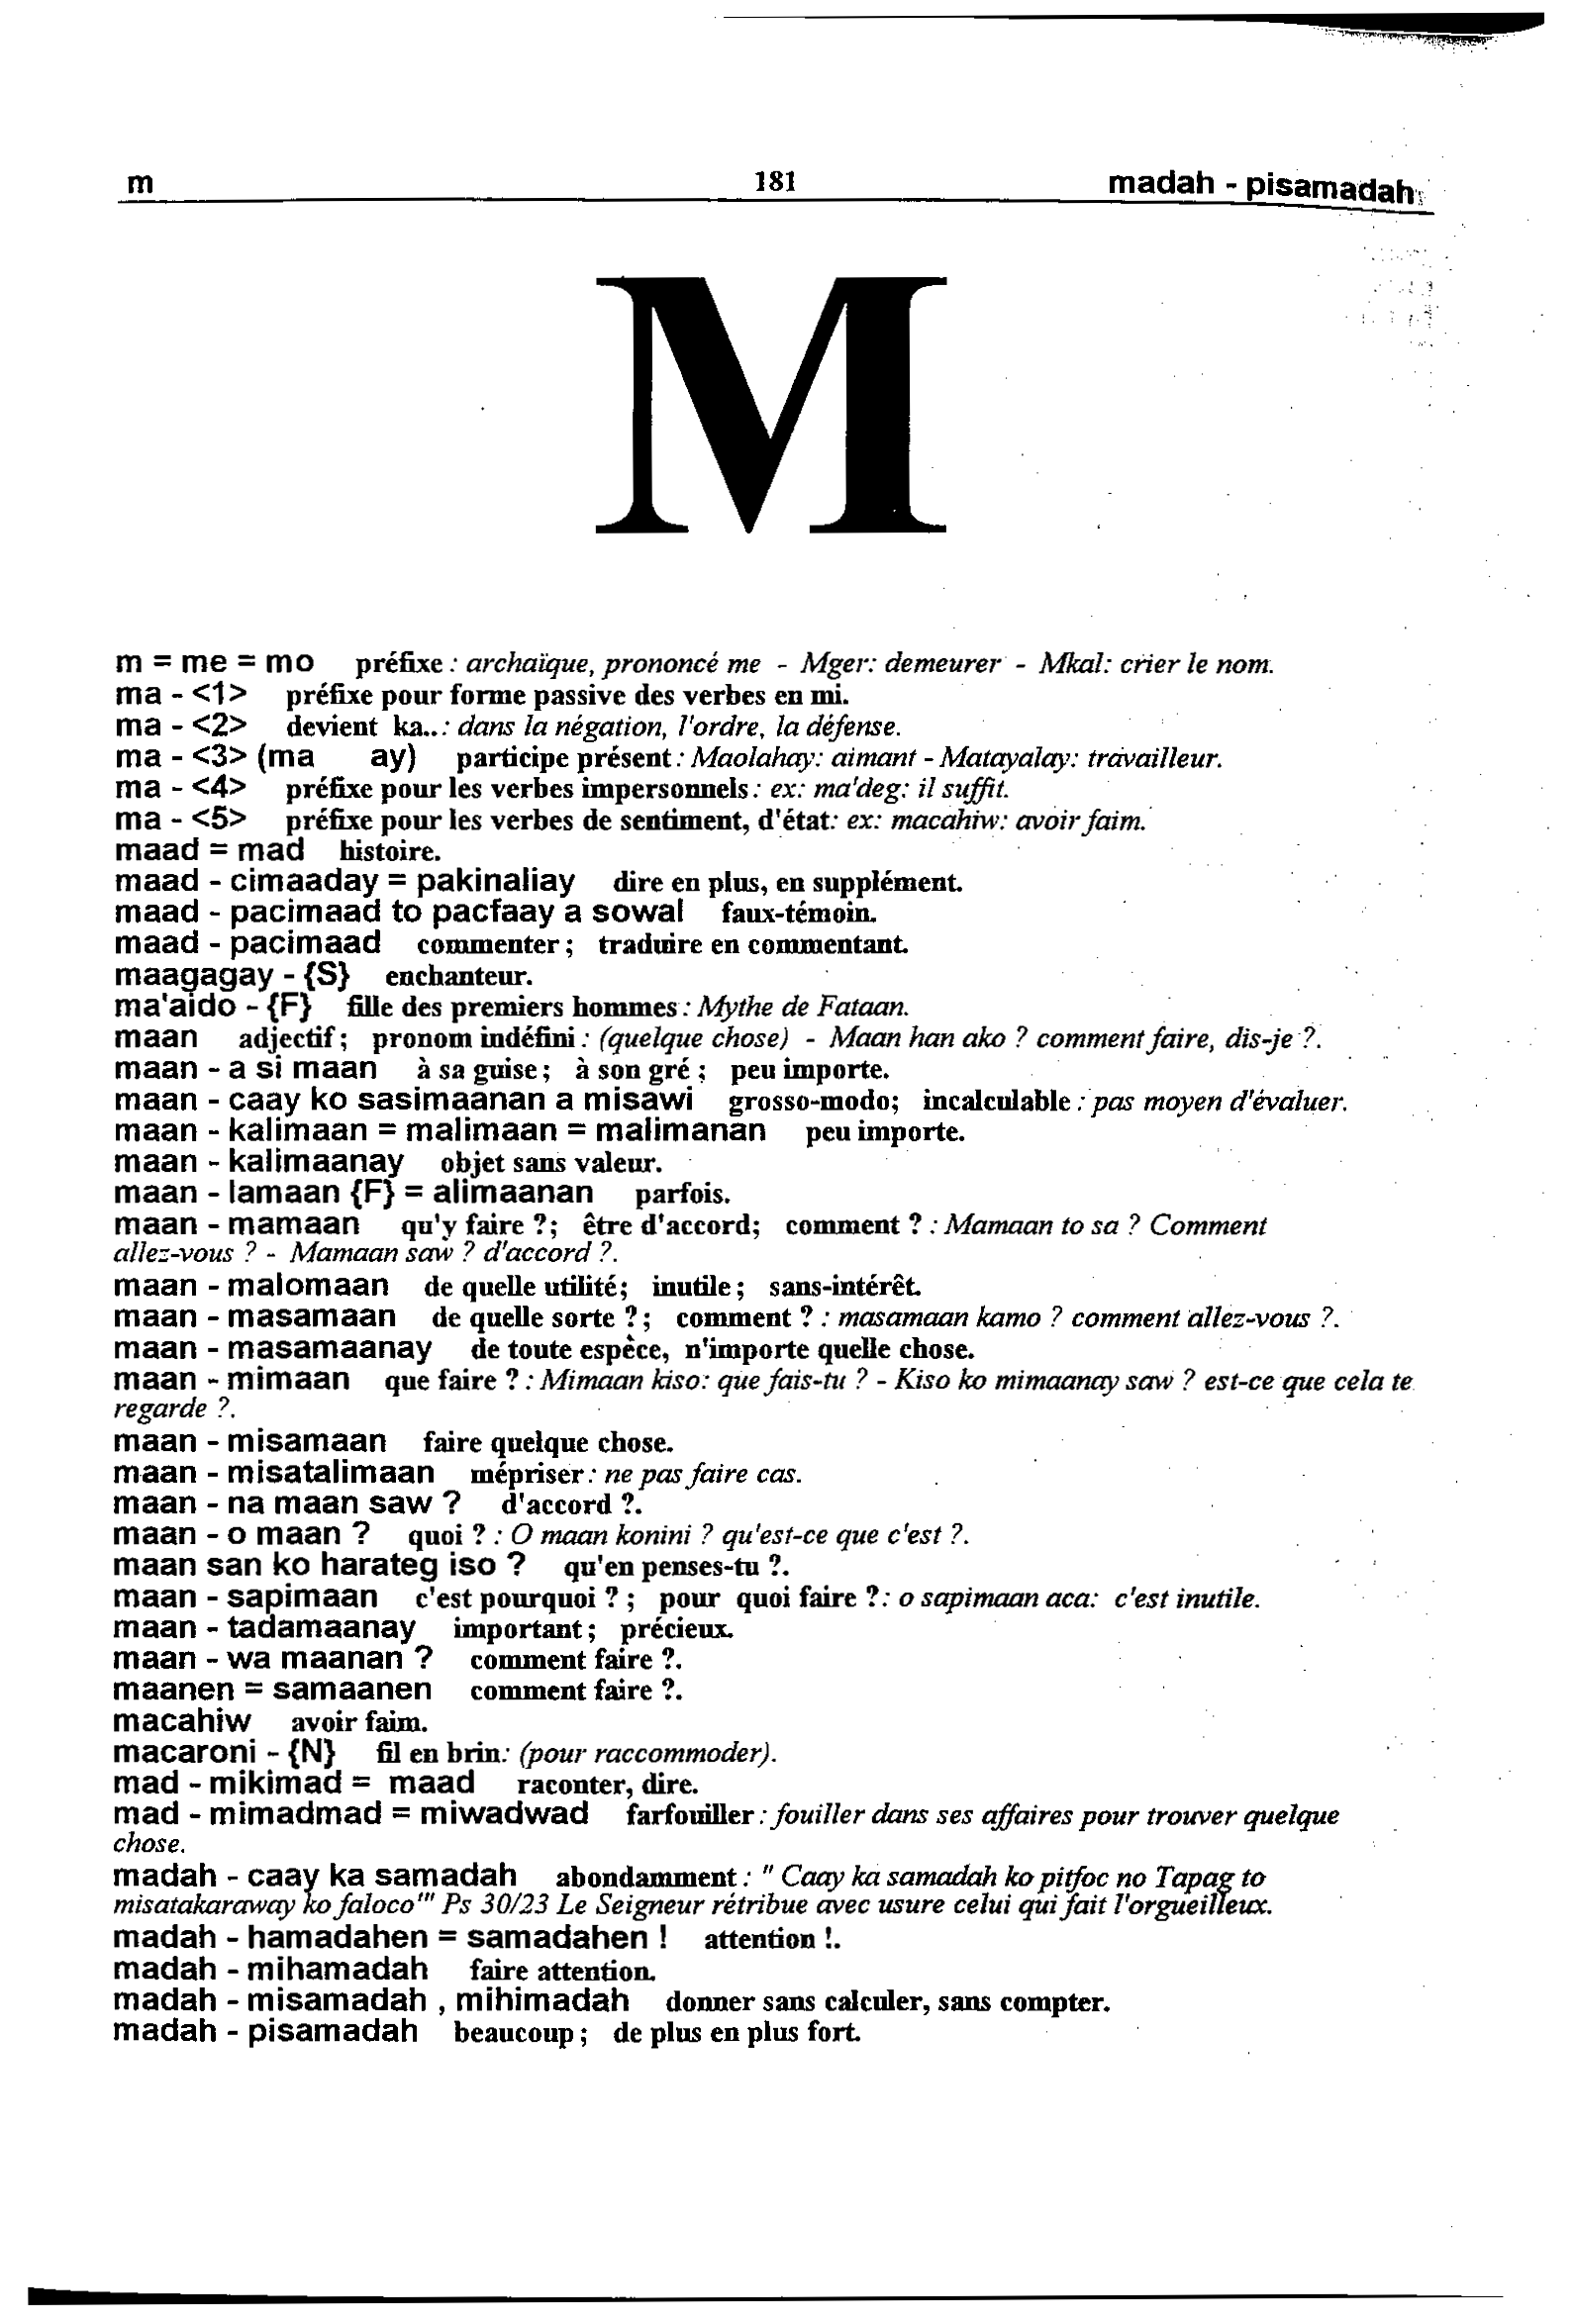 m 181 madah - pisamadah
M
m = me = mo préfixe : archaïque, prononcé me - Mger: demeurer - Mkal: crier le nom.
ma - <1> préfixe pour forme passive des verbes en mi.
ma - <2> devient ka..: dans la négation, l'ordre, la défense.
ma - <3> (ma ay) participe présent : Maolahay: aimant - Matayalay: travailleur.
ma - <4> préfixe pour les verbes impersonnels : ex: ma'deg: il suffit.
ma - <5> préfixe pour les verbes de sentiment, d'état: ex: macahiw: avoir faim.
maad = mad histoire.
maad - cimaaday = pakinaliay dire en plus, en supplément.
maad - pacimaad to pacfaay a sowal faux-témoin.
maad - pacimaad commenter ; traduire en commentant.
maagagay - {S} enchanteur.
ma'aido - {F} fille des premiers hommes : Mythe de Fataan.
maan adjectif ; pronom indéfini : (quelque chose) - Maan han ako ? comment faire, dis-je ?.
maan - a si maan à sa guise ; à son gré ; peu importe.
maan - caay ko sasimaanan a misawi grosso-modo; incalculable : pas moyen d'évaluer.
maan - kalimaan = malimaan = malimanan peu importe.
maan - kalimaanay objet sans valeur.
maan - lamaan {F} = alimaanan parfois.
maan - mamaan qu'y faire ?; être d'accord; comment ? : Mamaan to sa ? Comment
allez-vous ? - Mamaan saw ? d'accord ?.
maan - malomaan de quelle utilité; inutile ; sans-intérêt.
maan - masamaan de quelle sorte ? ; comment ? : masamaan kamo ? comment allez-vous ?.
maan - masamaanay de toute espèce, n'importe quelle chose.
maan - mimaan que faire ? : Mimaan kiso: que fais-tu ? - Kiso ko mimaanay saw ? est-ce que cela te
regarde ?.
maan - misamaan faire quelque chose.
maan - misatalimaan mépriser : ne pas faire cas.
maan - na maan saw ? d'accord ?.
maan - o maan ? quoi ? : O maan konini ? qu'est-ce que c'est ?.
maan san ko harateg iso ? qu'en penses-tu ?.
maan - sapimaan c'est pourquoi ? ; pour quoi faire ?: o sapimaan aca: c'est inutile.
maan - tadamaanay important ; précieux.
maan - wa maanan ? comment faire ?.
maanen = samaanen comment faire ?.
macahiw avoir faim.
macaroni - {N} fil en brin: (pour raccommoder).
mad - mikimad = maad raconter, dire.
mad - mimadmad = miwadwad farfouiller : fouiller dans ses affaires pour trouver quelque
chose.
madah - caay ka samadah abondamment : " Caay ka samadah ko pitfoc no Tapag to
misatakaraway ko faloco'" Ps 30/23 Le Seigneur rétribue avec usure celui qui fait l'orgueilleux.
madah - hamadahen = samadahen ! attention !.
madah - mihamadah faire attention.
madah - misamadah , mihimadah donner sans calculer, sans compter.
madah - pisamadah beaucoup ; de plus en plus fort.